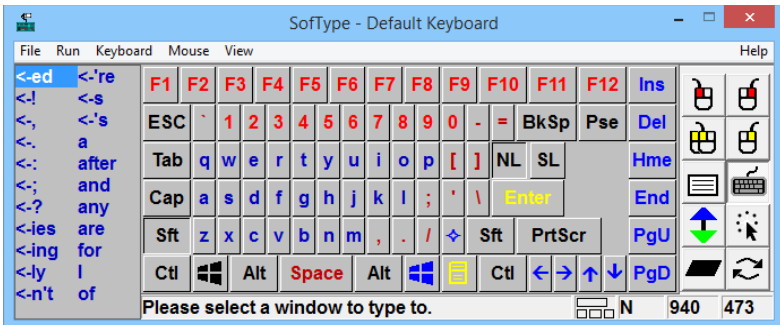 SofType - Default Keyboard
File Run Keyboard Mouse View Help
<-ed <-'re
<-! <-s
<-, <-'s
<-. a
<-: after
<-; and
<-? any
<-ies are
<-ing for
<-ly I
<-n't of
F1 F2 F3 F4 F5 F6 F7 F8 F9 F10 F11 F12 Ins
ESC ` 1 2 3 4 5 6 7 8 9 0 - = BkSp Pse Del
Tab q w e r t y u i o p [ ] NL SL Hme
Cap a s d f g h j k l ; ' \ Enter End
Sft z x c v b n m , . / Sft PrtScr PgU
Ctl Alt Space Alt Ctl ← → ↑ ↓ PgD
Please select a window to type to. N 940 473